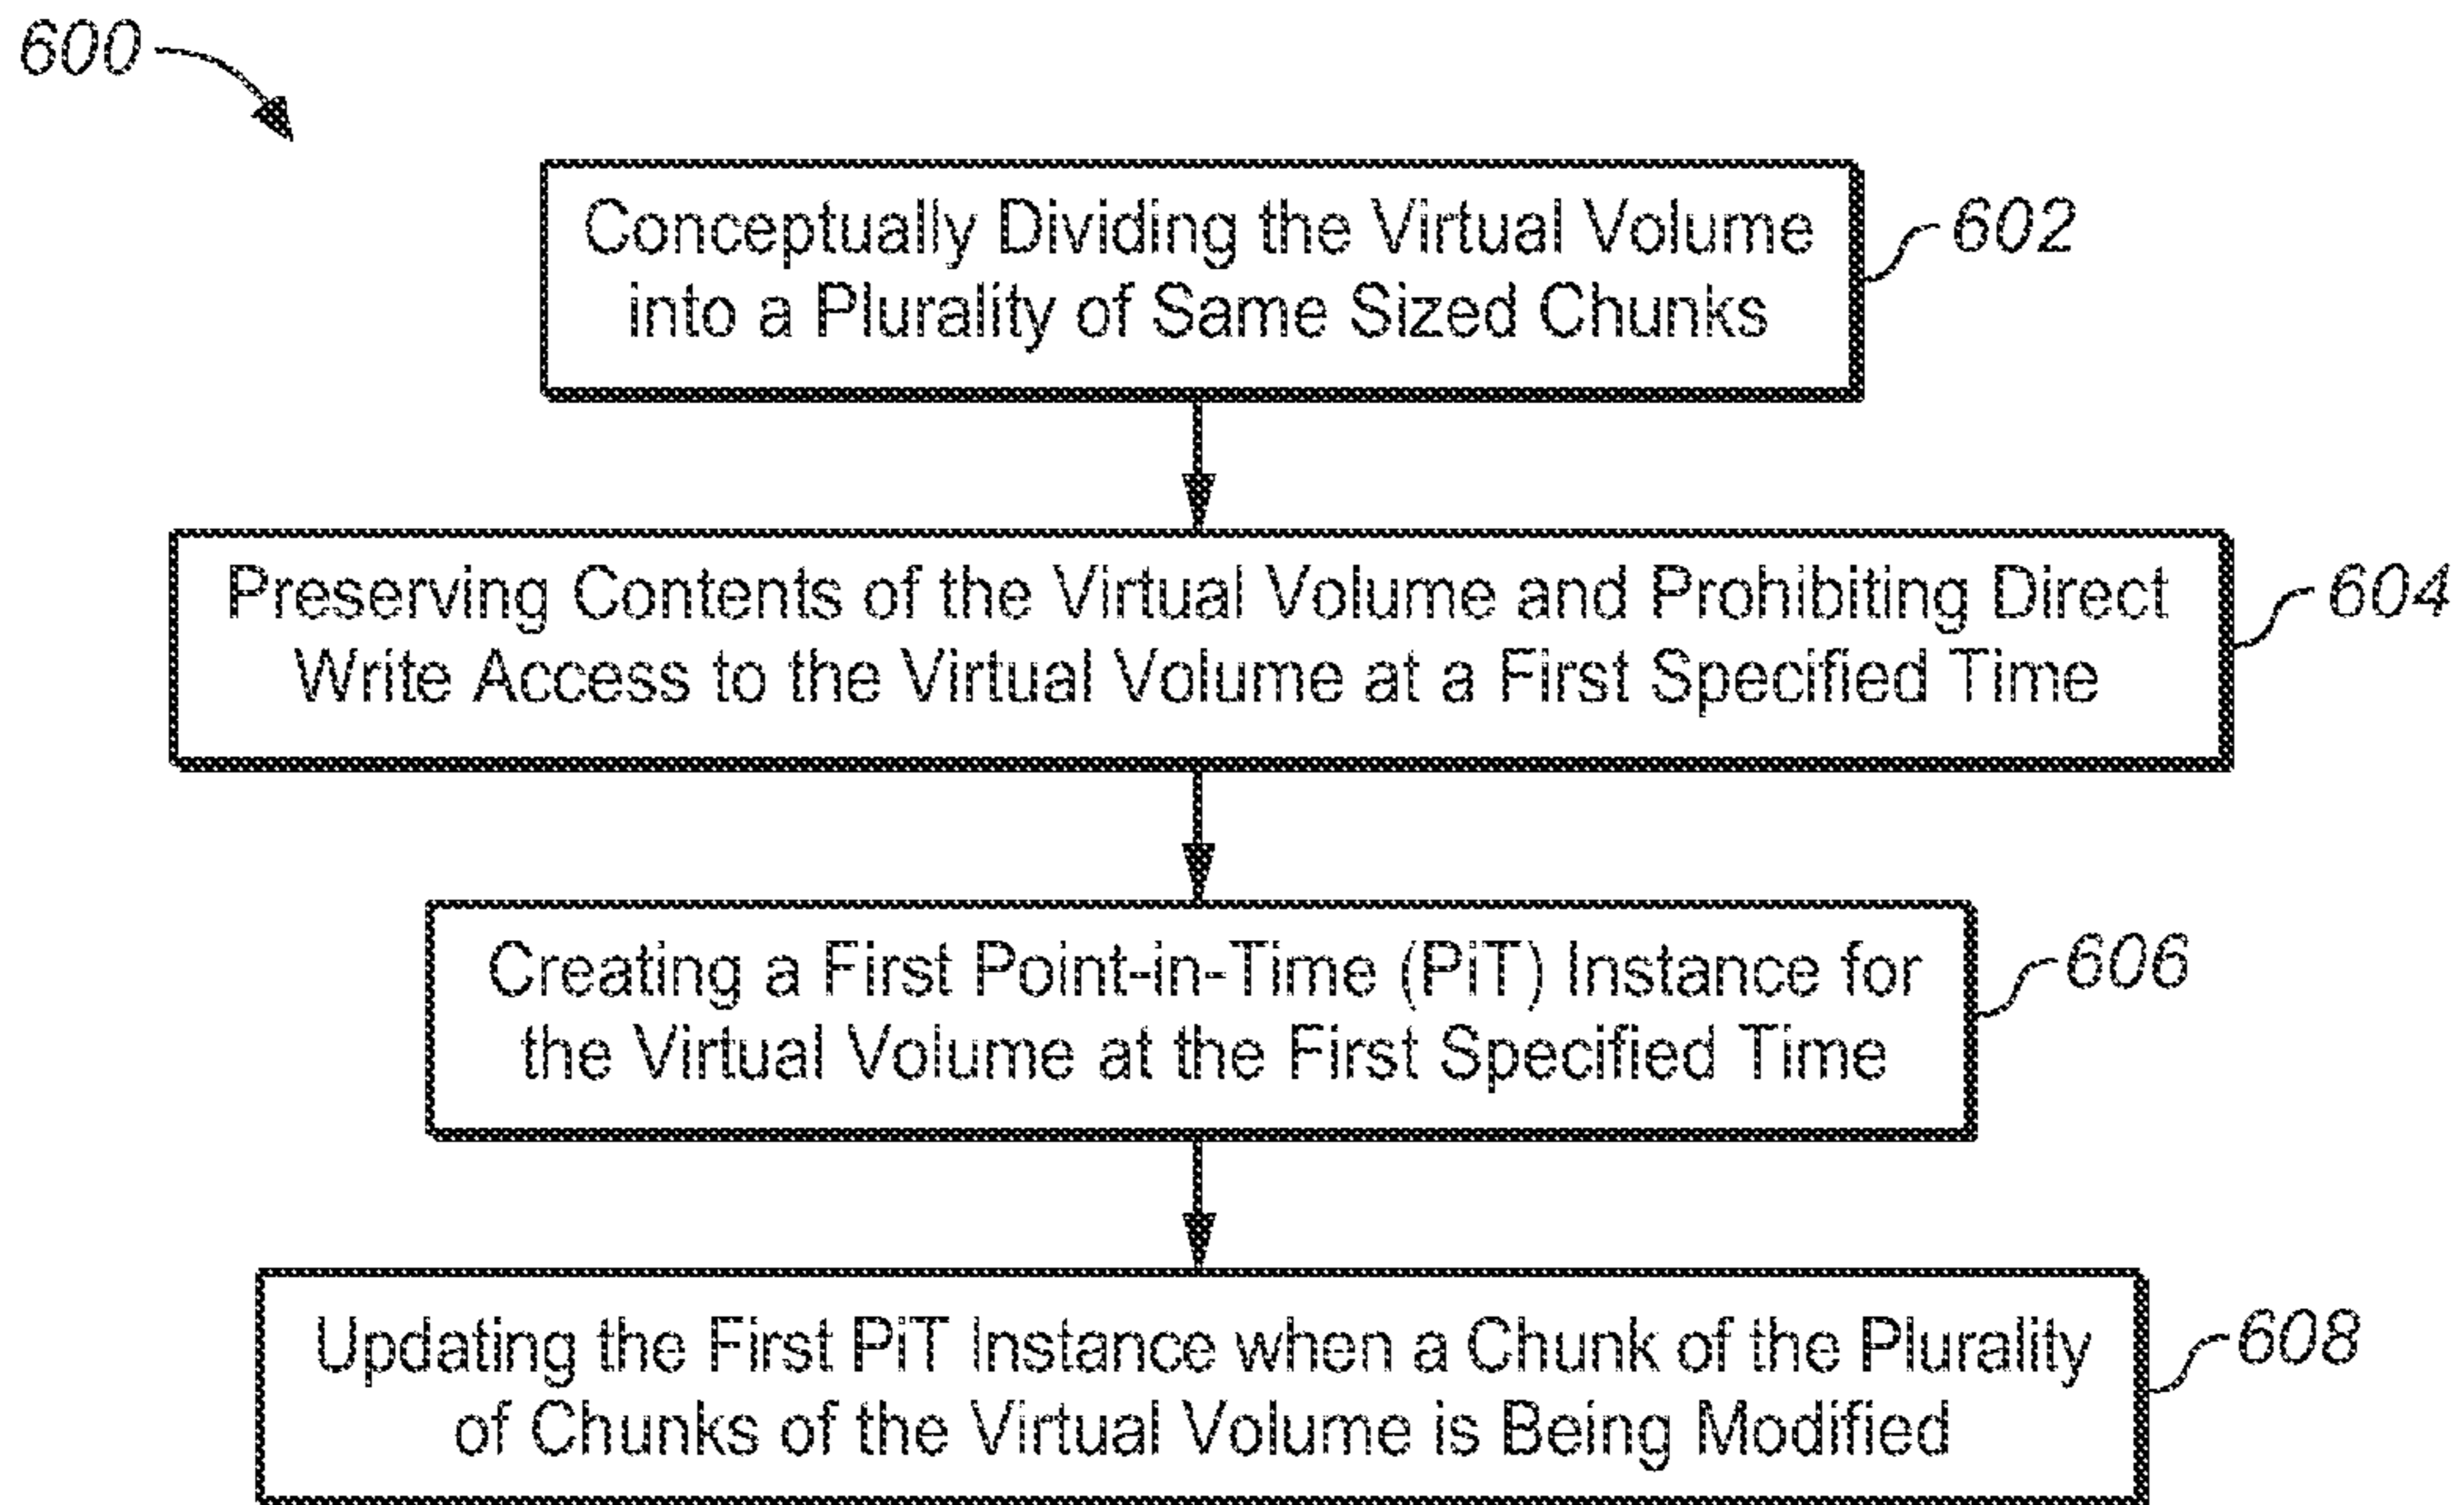 600
Conceptually Dividing the Virtual Volume
into a Plurality of Same Sized Chunks
602
Preserving Contents of the Virtual Volume and Prohibiting Direct
Write Access to the Virtual Volume at a First Specified Time
604
Creating a First Point-in-Time (PiT) Instance for
the Virtual Volume at the First Specified Time
606
Updating the First PiT Instance when a Chunk of the Plurality
of Chunks of the Virtual Volume is Being Modified
608